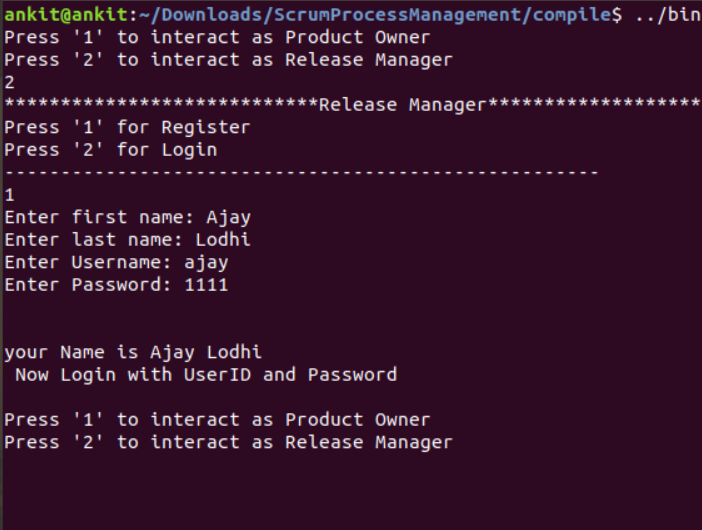 ankit@ankit:~/Downloads/ScrumProcessManagement/compile$ ../bin
Press '1' to interact as Product Owner
Press '2' to interact as Release Manager
2
****************************Release Manager*******************
Press '1' for Register
Press '2' for Login
-----------------------------------------------------
1
Enter first name: Ajay
Enter last name: Lodhi
Enter Username: ajay
Enter Password: 1111
your Name is Ajay Lodhi
 Now Login with UserID and Password
Press '1' to interact as Product Owner
Press '2' to interact as Release Manager